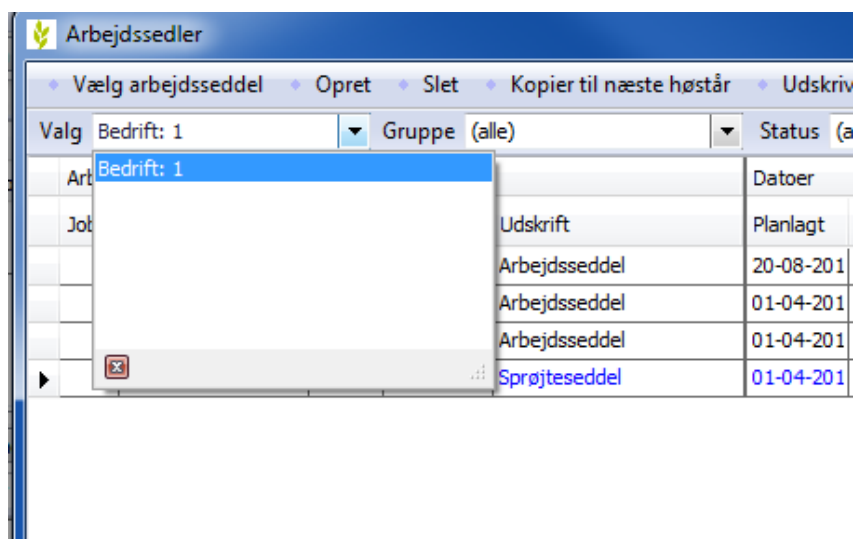 Arbejdssedler
Vælg arbejdsseddel Opret Slet Kopier til næste høstår Udskriv
Valg Bedrift: 1 Gruppe (alle) Status (a
Bedrift: 1 Datoer
Udskrift Planlagt
Arbejdsseddel 20-08-201
Arbejdsseddel 01-04-201
Arbejdsseddel 01-04-201
Sprøjteseddel 01-04-201